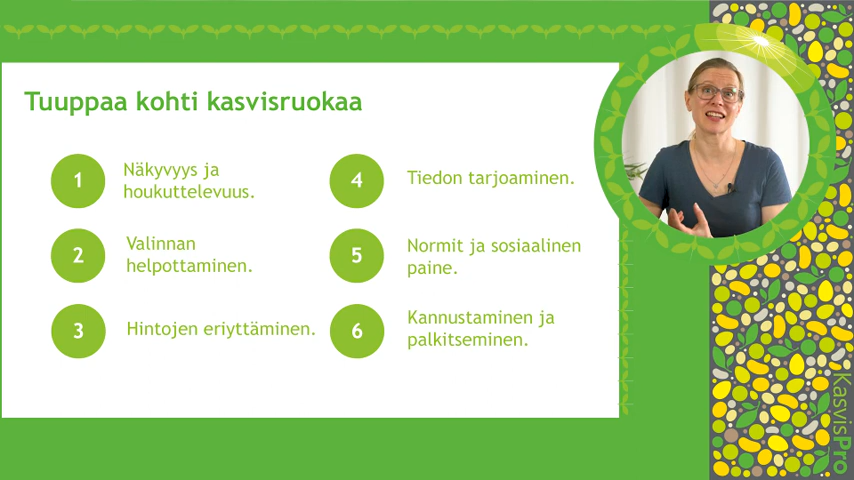 Tuuppaa kohti kasvisruokaa
1
Näkyvyys ja
houkuttelevuus.
2
Valinnan
helpottaminen.
3
Hintojen eriyttäminen.
4
Tiedon tarjoaminen.
5
Normit ja sosiaalinen
paine.
6
Kannustaminen ja
palkitseminen.
KasvisPro